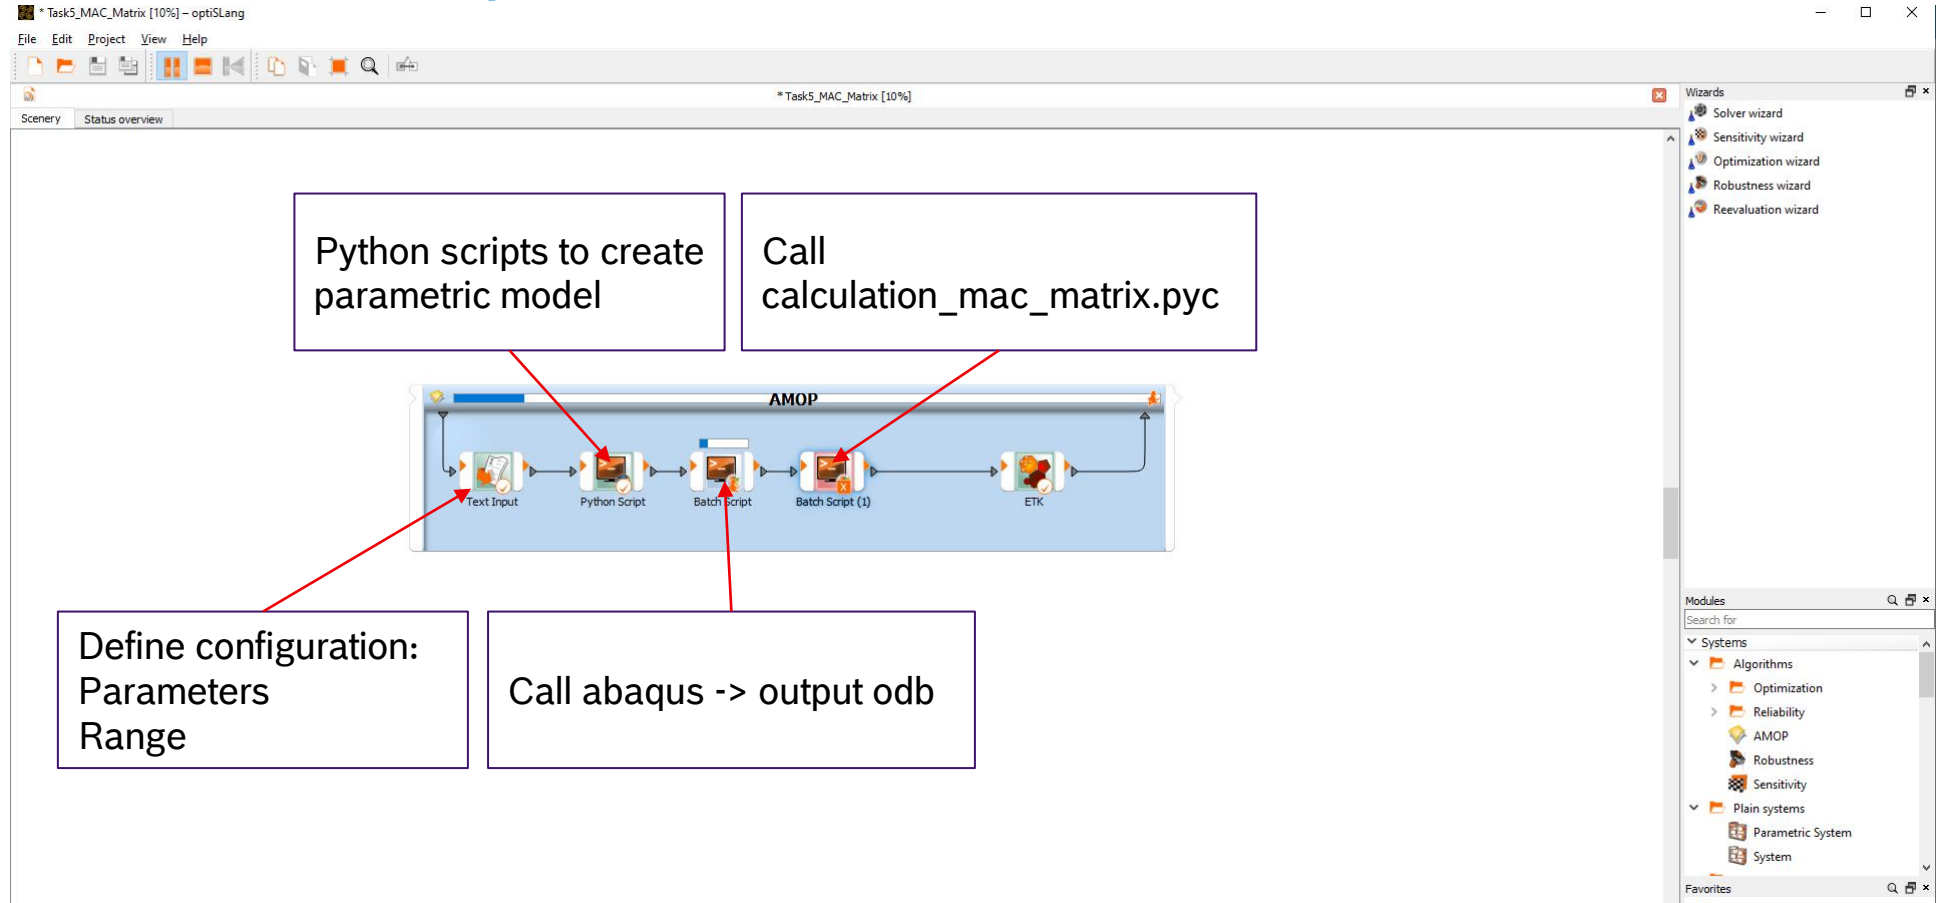 * Task5_MAC_Matrix [10%] – optiSLang
File Edit Project View Help
* Task5_MAC_Matrix [10%]
Scenery Status overview
Python scripts to create
parametric model
Call
calculation_mac_matrix.pyc
AMOP
Text Input
Python Script
Batch Script
Batch Script (1)
ETK
Define configuration:
Parameters
Range
Call abaqus -> output odb
Wizards
Solver wizard
Sensitivity wizard
Optimization wizard
Robustness wizard
Reevaluation wizard
Modules
Search for
Systems
Algorithms
Optimization
Reliability
AMOP
Robustness
Sensitivity
Plain systems
Parametric System
System
Favorites